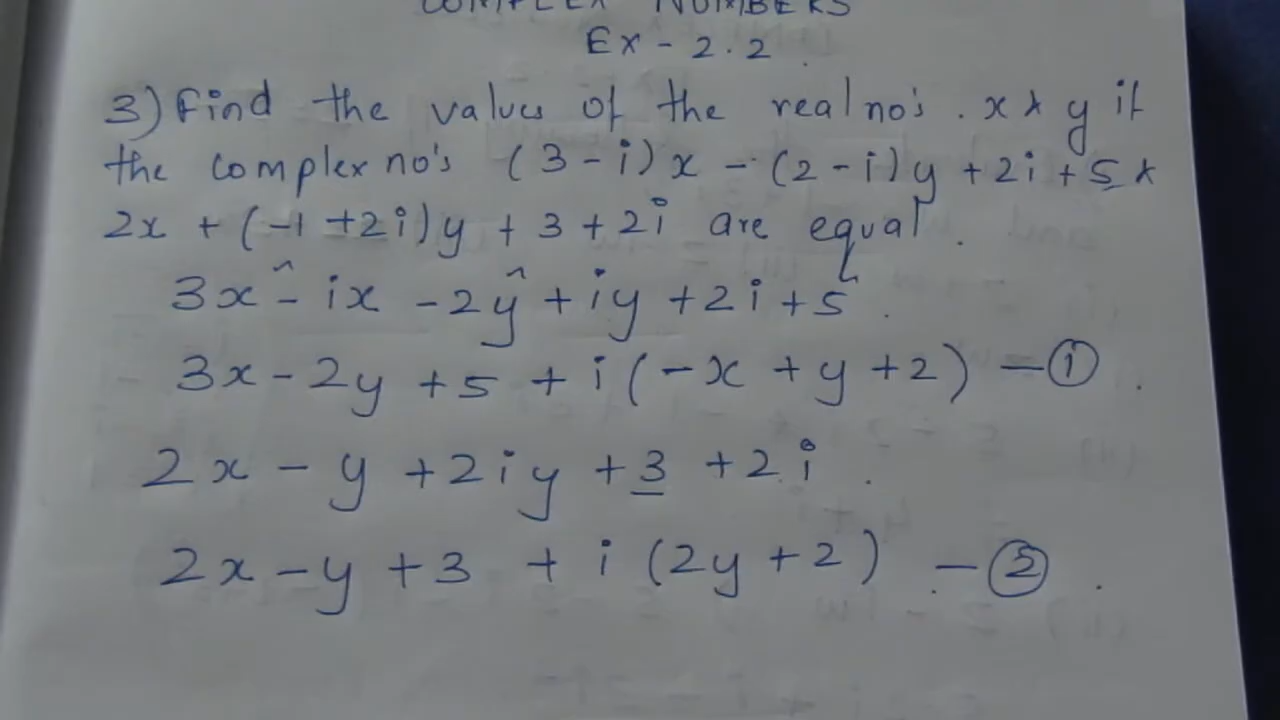 COMPLEX NUMBERS
Ex - 2.2
3) Find the values of the real no's. x & y if
the complex no's (3 - i)x - (2 - i)y + 2i + 5 &
2x + (-1 + 2i)y + 3 + 2i are equal.
3x - ix - 2y + iy + 2i + 5.
3x - 2y + 5 + i(-x + y + 2) - ①.
2x - y + 2iy + 3 + 2i.
2x - y + 3 + i(2y + 2) - ②.